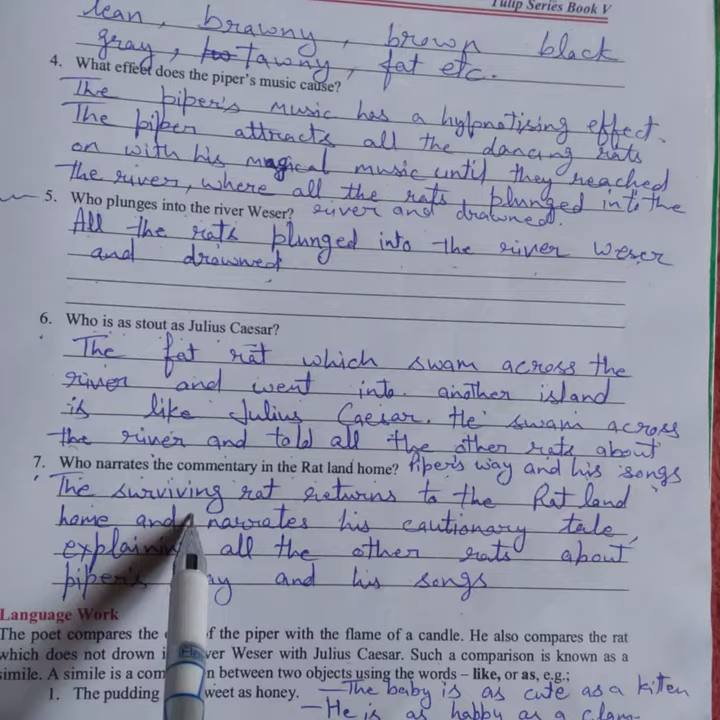 Tulip Series Book V
lean, brawny, brown black
gray, tawny, fat etc.
4. What effect does the piper's music cause?
The piper's music has a hypnotising effect.
The piper attracts all the dancing rats
on with his magical music until they reached
the river, where all the rats plunged into the
5. Who plunges into the river Weser? river and drawned.
All the rats plunged into the river weser
and drawned
6. Who is as stout as Julius Caesar?
The fat rat which swam across the
river and went into another island
is like Julius Caesar. He swam across
the river and told all the other rats about
7. Who narrates the commentary in the Rat land home? Piper's way and his songs
The surviving rat returns to the Rat land
home and narrates his cautionary tale,
all the other rats about
piper's and his songs
Language Work
The poet compares the of the piper with the flame of a candle. He also compares the rat
which does not drown Weser with Julius Caesar. Such a comparison is known as a
simile. A simile is a between two objects using the words – like, or as, e.g.;
1. The pudding sweet as honey. – The baby is as cute as a kitten
– He is as happy as a clam